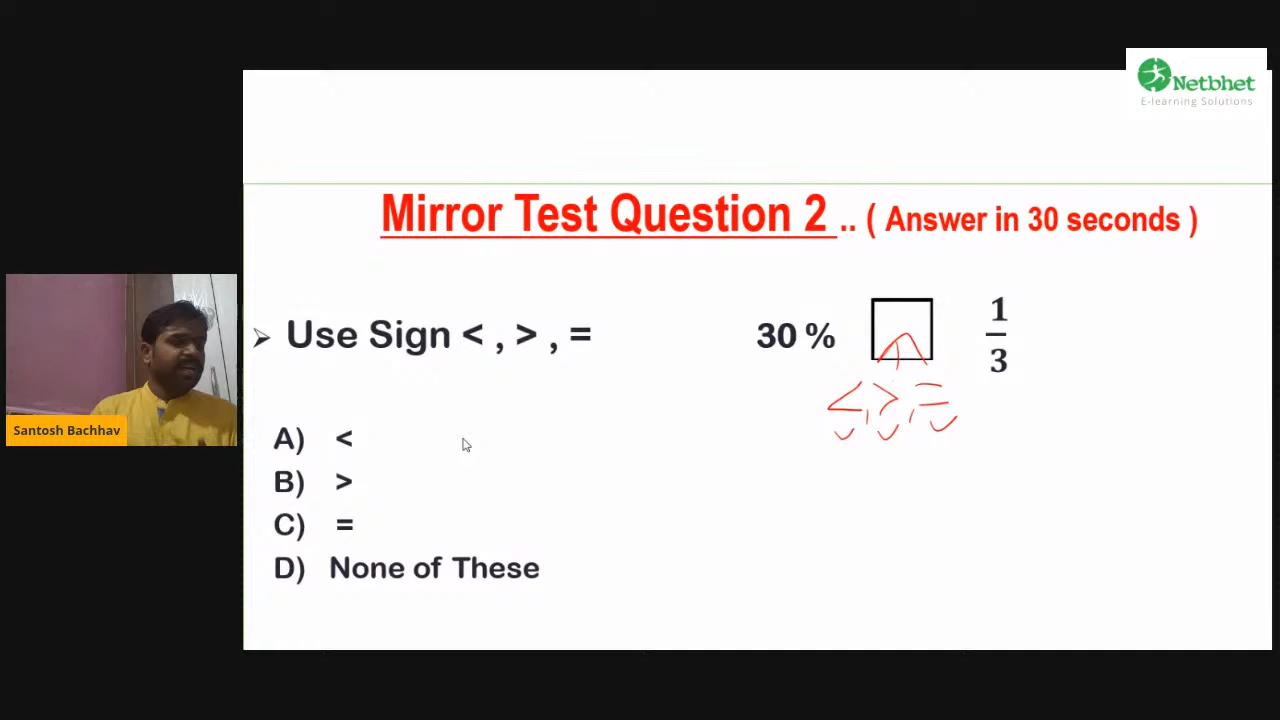 Netbhet
E-learning Solutions
Mirror Test Question 2 .. ( Answer in 30 seconds )
➢ Use Sign < , > , = 30 % 1/3
< , > , =
A) <
B) >
C) =
D) None of These
Santosh Bachhav